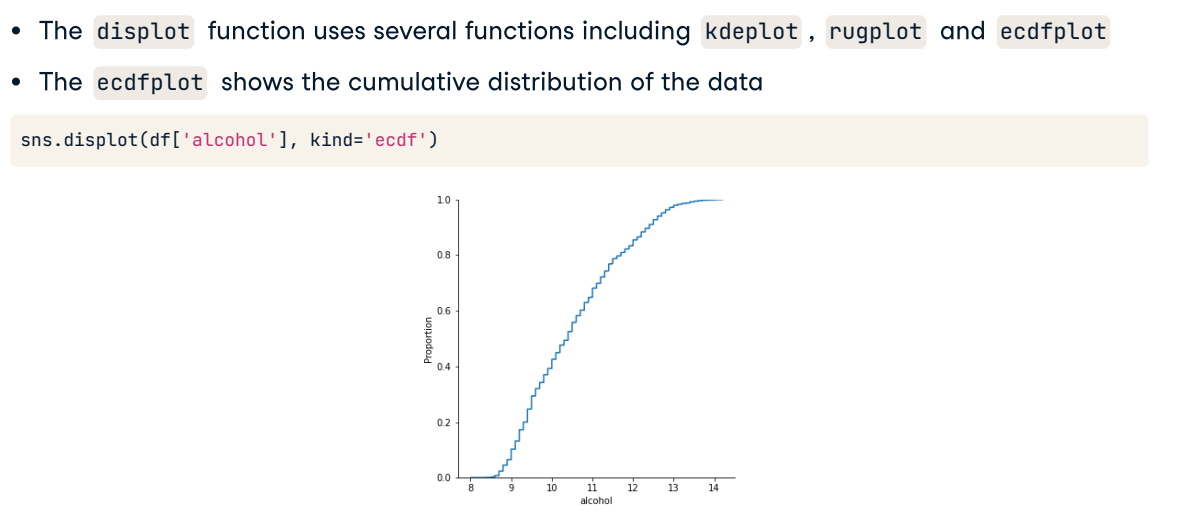 • The displot function uses several functions including kdeplot , rugplot and ecdfplot
• The ecdfplot shows the cumulative distribution of the data
sns.displot(df['alcohol'], kind='ecdf')
1.0
0.8
0.6
0.4
0.2
0.0
Proportion
8 9 10 11 12 13 14
alcohol